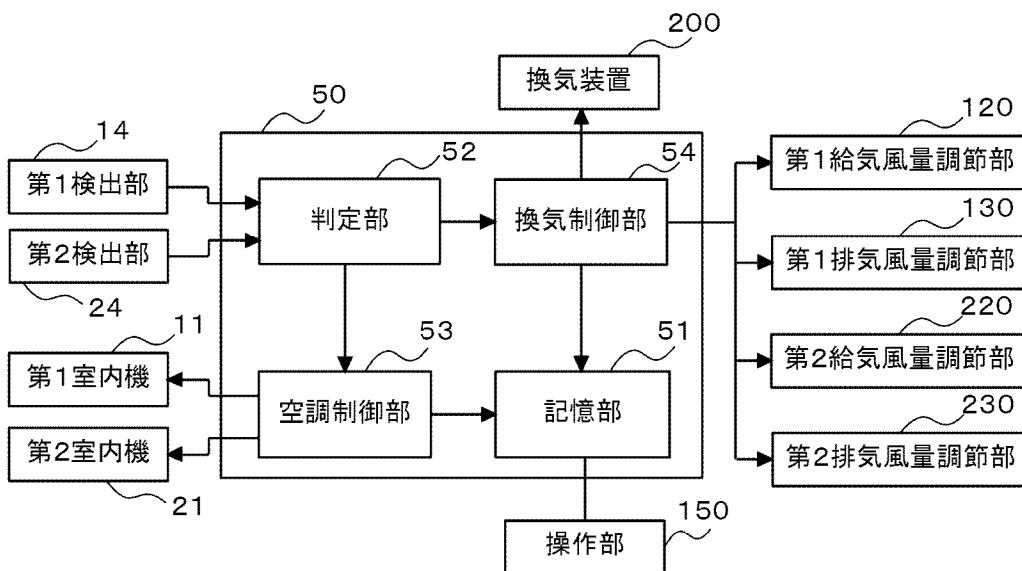 200
換気装置
50
14
52
54
120
第1検出部
判定部
換気制御部
第1給気風量調節部
第2検出部
24
130
第1排気風量調節部
11
53
51
220
第1室内機
空調制御部
記憶部
第2給気風量調節部
第2室内機
21
230
第2排気風量調節部
操作部
150